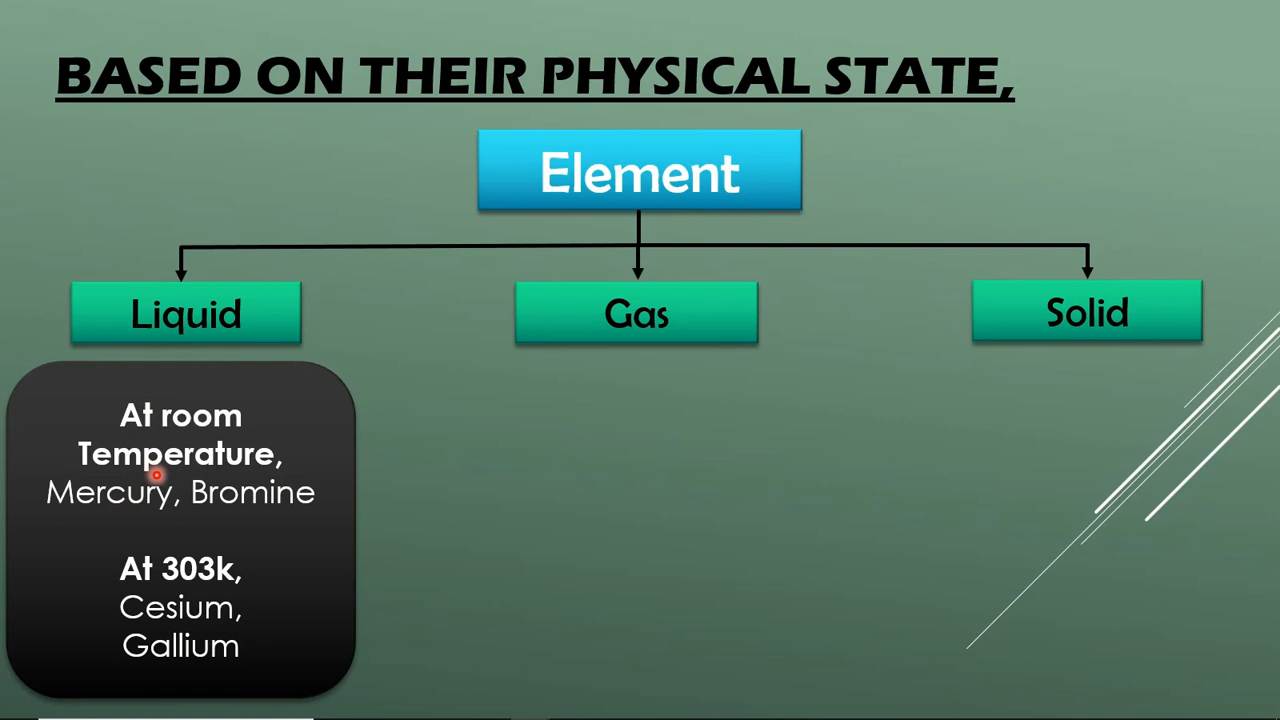 BASED ON THEIR PHYSICAL STATE,
Element
Liquid
Gas
Solid
At room
Temperature,
Mercury, Bromine
At 303k,
Cesium,
Gallium